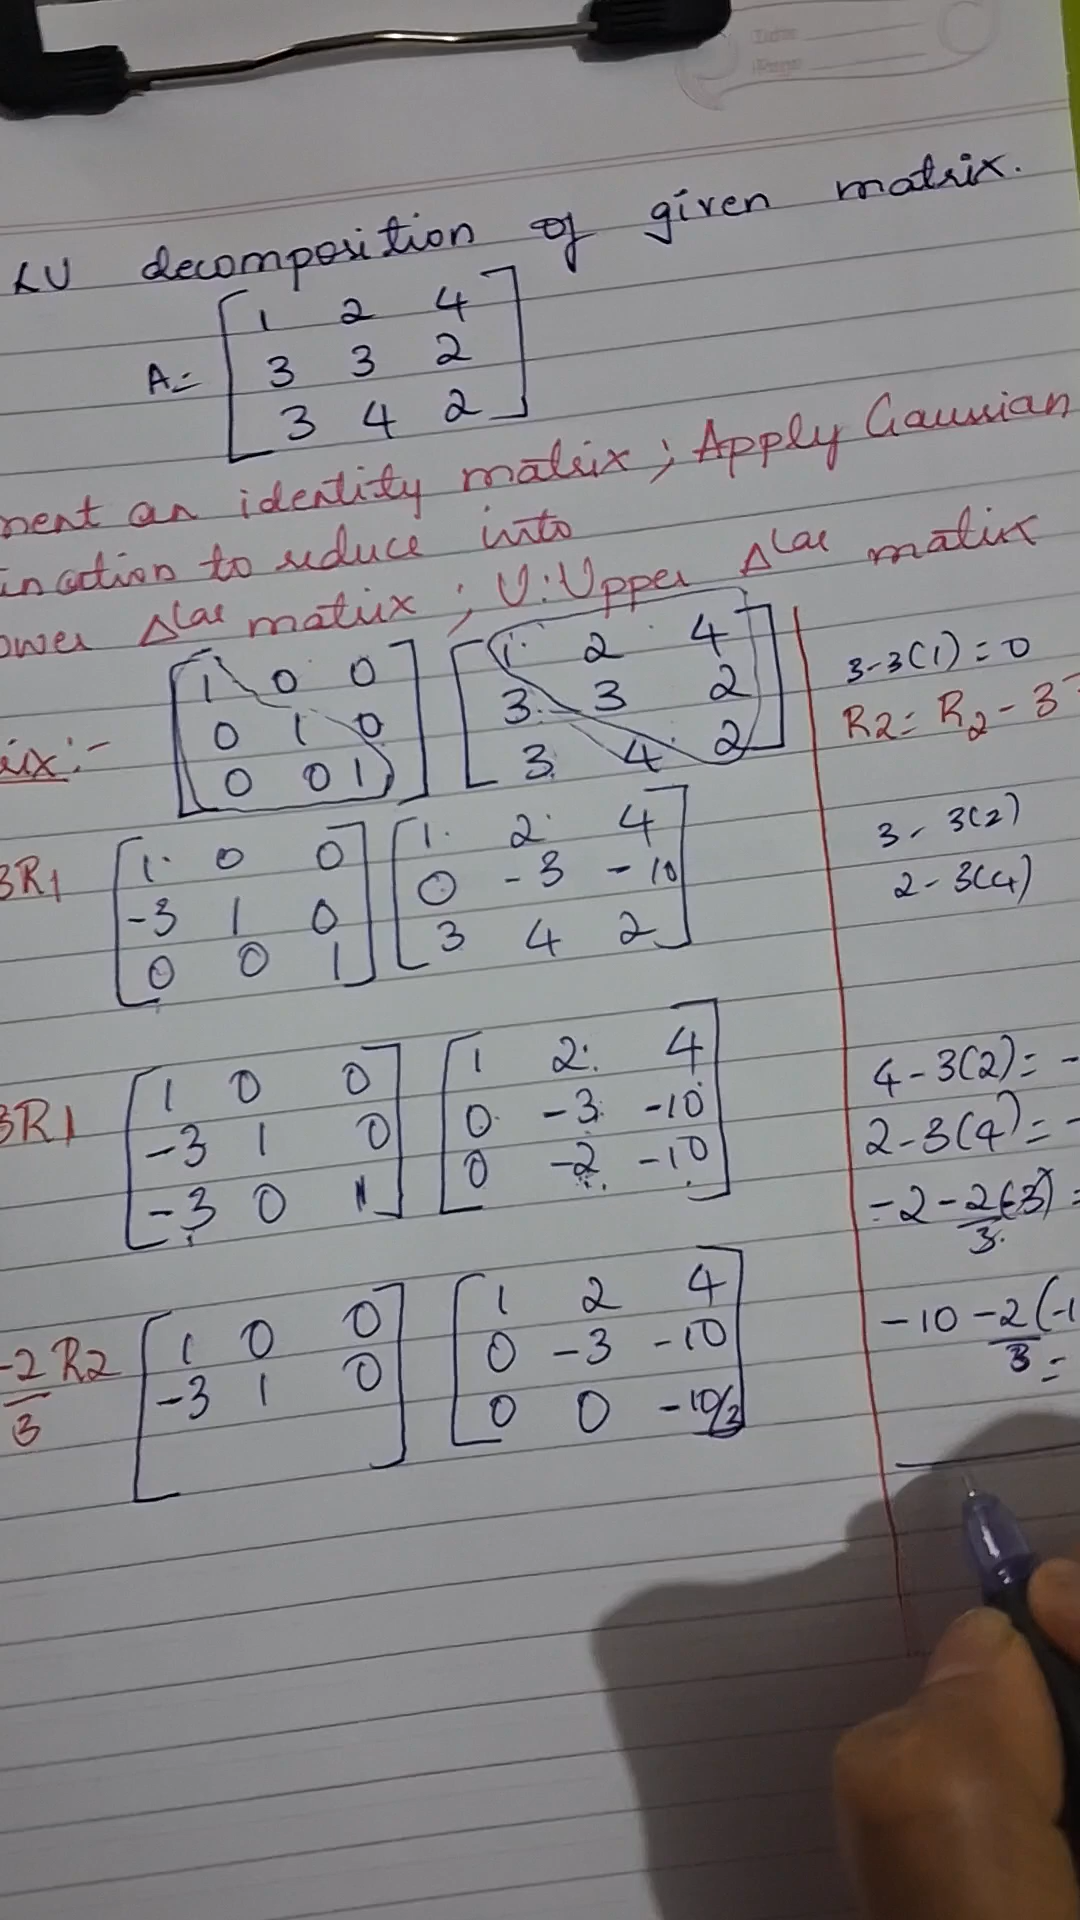 LU decomposition of given matrix.
A = [1 2 4
3 3 2
3 4 2]
ment an identity matrix ; Apply Gaussian
ination to reduce into
ower Δlar matrix ; U: Upper Δlar matrix
ix :-
[1 0 0
0 1 0
0 0 1] [1 2 4
3 3 2
3 4 2]
3-3(1) = 0
R2 = R2 - 3
3R1 [1 0 0
-3 1 0
0 0 1] [1 2 4
0 -3 -10
3 4 2]
3 - 3(2)
2 - 3(4)
3R1 [1 0 0
-3 1 0
-3 0 1] [1 2 4
0 -3 -10
0 -2 -10]
4 - 3(2) = -
2 - 3(4) = -
-2 - 2/3(-3) =
-2/3 R2 [1 0 0
-3 1 0] [1 2 4
0 -3 -10
0 0 -10/3]
-10 - 2/3(-1
=